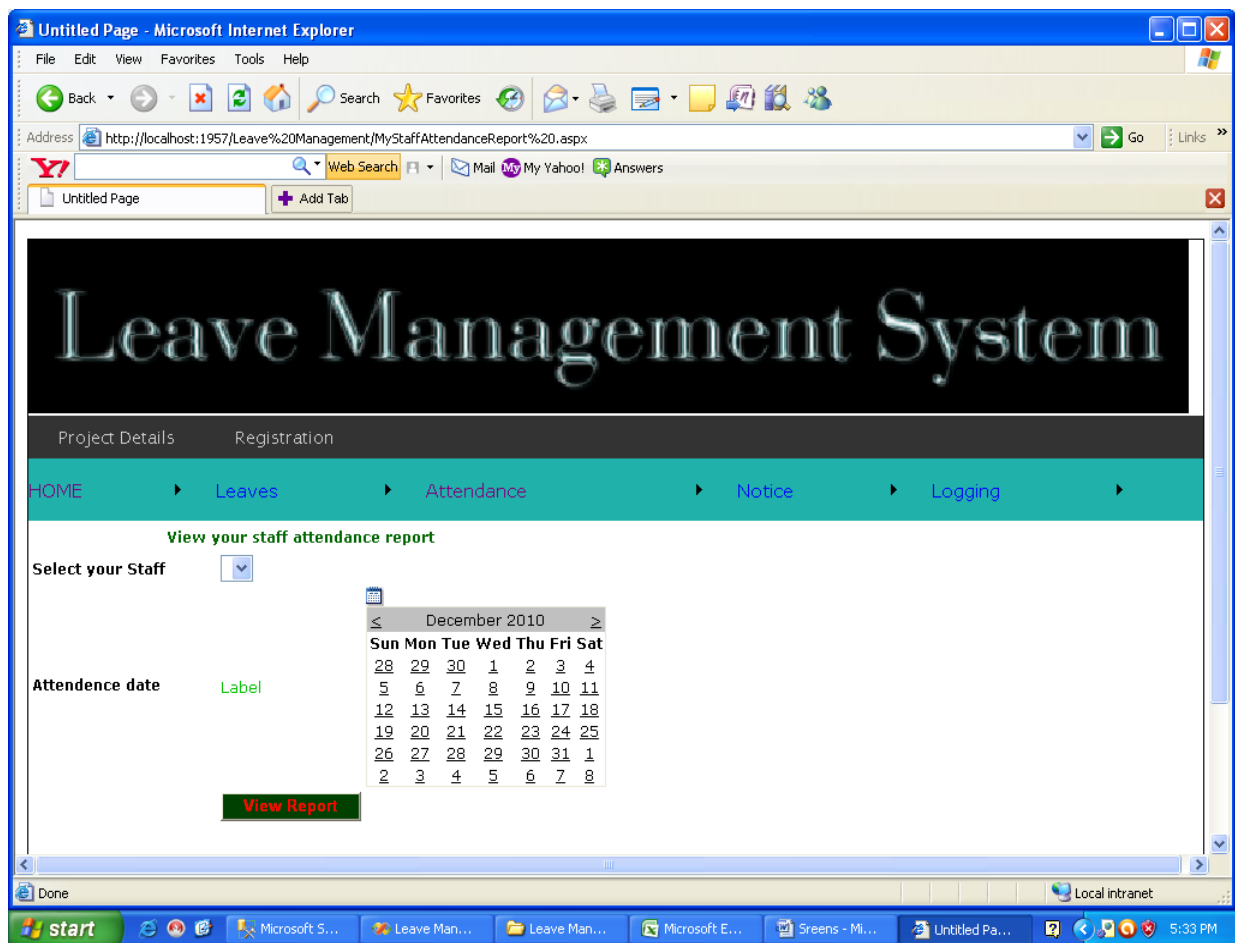 Untitled Page - Microsoft Internet Explorer
File Edit View Favorites Tools Help
Back Search Favorites
Address http://localhost:1957/Leave%20Management/MyStaffAttendanceReport%20.aspx Go Links »
Y! Web Search Mail My My Yahoo! Answers
Untitled Page Add Tab
Leave Management System
Project Details Registration
HOME Leaves Attendance Notice Logging
View your staff attendance report
Select your Staff
< December 2010 >
Sun Mon Tue Wed Thu Fri Sat
28 29 30 1 2 3 4
Attendence date Label
5 6 7 8 9 10 11
12 13 14 15 16 17 18
19 20 21 22 23 24 25
26 27 28 29 30 31 1
2 3 4 5 6 7 8
View Report
Done Local intranet
start Microsoft S... Leave Man... Leave Man... Microsoft E... Sreens - Mi... Untitled Pa... 5:33 PM